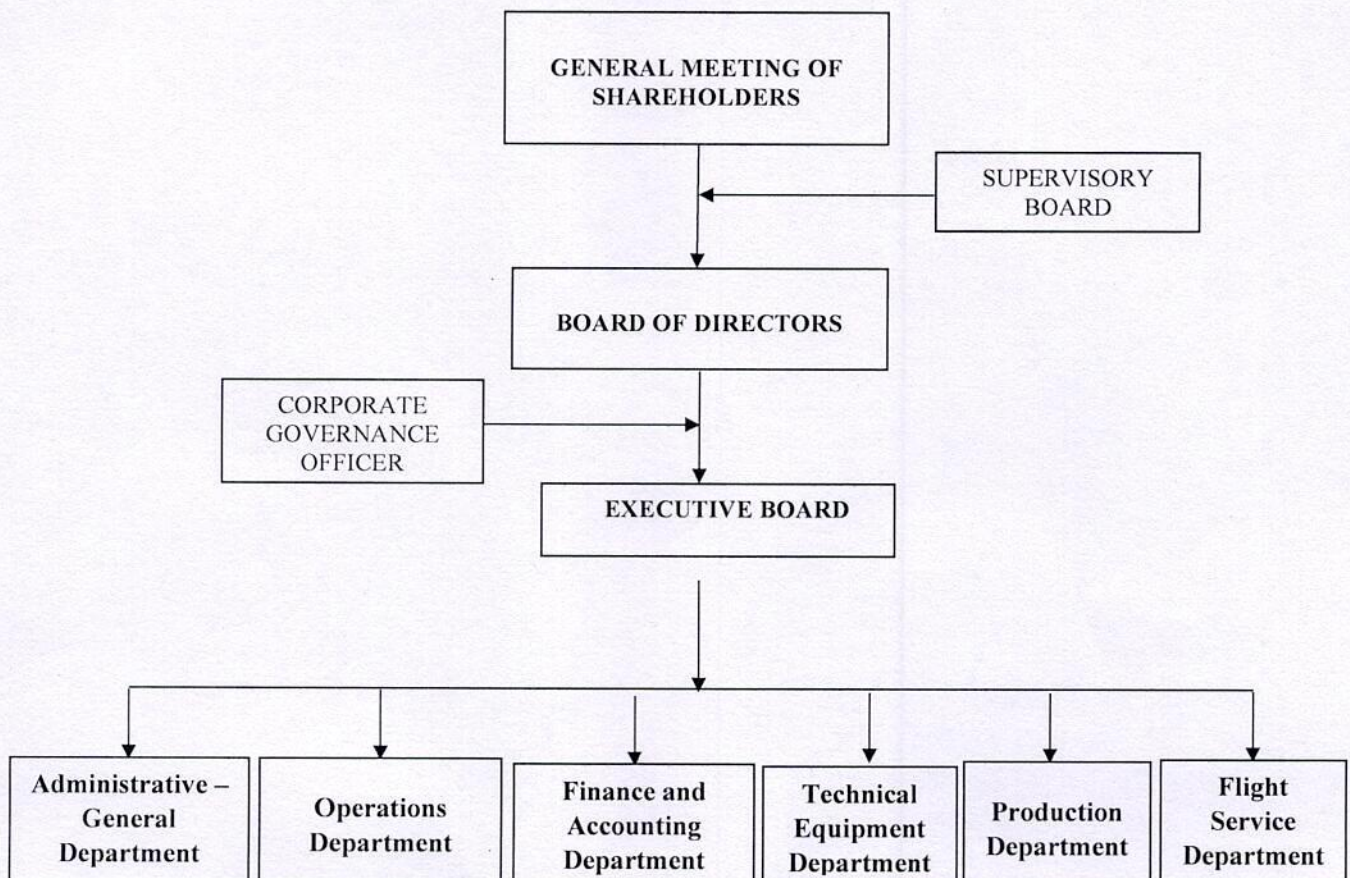 GENERAL MEETING OF
SHAREHOLDERS
SUPERVISORY
BOARD
BOARD OF DIRECTORS
CORPORATE
GOVERNANCE
OFFICER
EXECUTIVE BOARD
Administrative –
General
Department
Operations
Department
Finance and
Accounting
Department
Technical
Equipment
Department
Production
Department
Flight
Service
Department